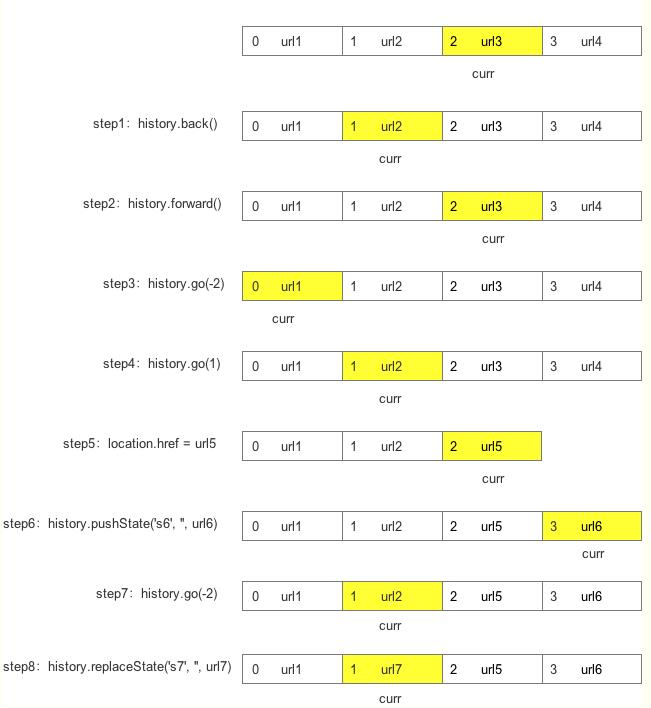 0 url1 1 url2 2 url3 3 url4
curr
step1: history.back() 0 url1 1 url2 2 url3 3 url4
curr
step2: history.forward() 0 url1 1 url2 2 url3 3 url4
curr
step3: history.go(-2) 0 url1 1 url2 2 url3 3 url4
curr
step4: history.go(1) 0 url1 1 url2 2 url3 3 url4
curr
step5: location.href = url5 0 url1 1 url2 2 url5
curr
step6: history.pushState('s6', '', url6) 0 url1 1 url2 2 url5 3 url6
curr
step7: history.go(-2) 0 url1 1 url2 2 url5 3 url6
curr
step8: history.replaceState('s7', '', url7) 0 url1 1 url7 2 url5 3 url6
curr